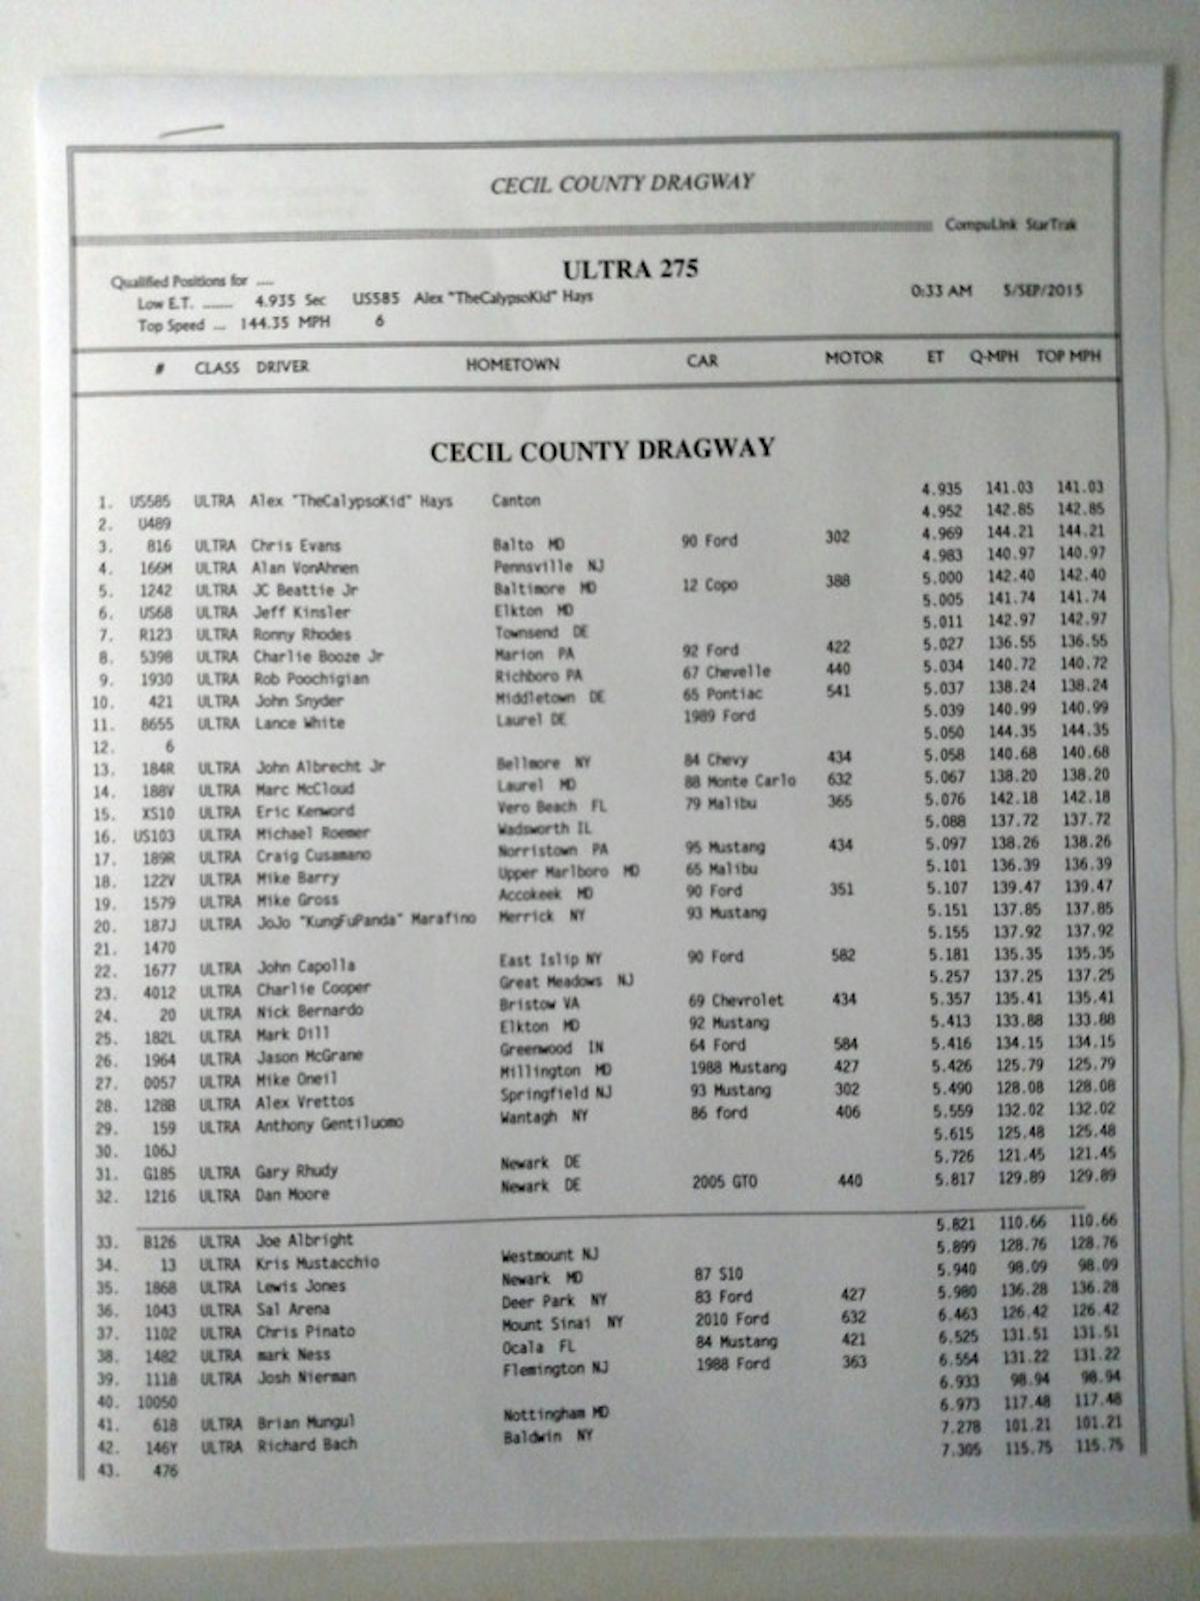 CECIL COUNTY DRAGWAY
CompuLink StarTrak
Qualified Positions for .... ULTRA 275
Low E.T. ....... 4.935 Sec US585 Alex "TheCalypsoKid" Hays 0:33 AM 5/SEP/2015
Top Speed ... 144.35 MPH 6
# CLASS DRIVER HOMETOWN CAR MOTOR ET Q-MPH TOP MPH
CECIL COUNTY DRAGWAY
1. US585 ULTRA Alex "TheCalypsoKid" Hays Canton 4.935 141.03 141.03
2. U489 4.952 142.85 142.85
3. 816 ULTRA Chris Evans Balto MD 90 Ford 302 4.969 144.21 144.21
4. 166M ULTRA Alan VonAhnen Pennsville NJ 4.983 140.97 140.97
5. 1242 ULTRA JC Beattie Jr Baltimore MD 12 Copo 388 5.000 142.40 142.40
6. US68 ULTRA Jeff Kinsler Elkton MD 5.005 141.74 141.74
7. R123 ULTRA Ronny Rhodes Townsend DE 5.011 142.97 142.97
8. 5398 ULTRA Charlie Booze Jr Marion PA 92 Ford 422 5.027 136.55 136.55
9. 1930 ULTRA Rob Poochigian Richboro PA 67 Chevelle 440 5.034 140.72 140.72
10. 421 ULTRA John Snyder Middletown DE 65 Pontiac 541 5.037 138.24 138.24
11. 8655 ULTRA Lance White Laurel DE 1989 Ford 5.039 140.99 140.99
12. 6 5.050 144.35 144.35
13. 184R ULTRA John Albrecht Jr Bellmore NY 84 Chevy 434 5.058 140.68 140.68
14. 188V ULTRA Marc McCloud Laurel MD 88 Monte Carlo 632 5.067 138.20 138.20
15. XS10 ULTRA Eric Kenword Vero Beach FL 79 Malibu 365 5.076 142.18 142.18
16. US103 ULTRA Michael Roemer Wadsworth IL 5.088 137.72 137.72
17. 189R ULTRA Craig Cusamano Norristown PA 95 Mustang 434 5.097 138.26 138.26
18. 122V ULTRA Mike Barry Upper Marlboro MD 65 Malibu 5.101 136.39 136.39
19. 1579 ULTRA Mike Gross Accokeek MD 90 Ford 351 5.107 139.47 139.47
20. 187J ULTRA JoJo "KungFuPanda" Marafino Merrick NY 93 Mustang 5.151 137.85 137.85
21. 1470 5.155 137.92 137.92
22. 1677 ULTRA John Capolla East Islip NY 90 Ford 582 5.181 135.35 135.35
23. 4012 ULTRA Charlie Cooper Great Meadows NJ 5.257 137.25 137.25
24. 20 ULTRA Nick Bernardo Bristow VA 69 Chevrolet 434 5.357 135.41 135.41
25. 182L ULTRA Mark Dill Elkton MD 92 Mustang 5.413 133.88 133.88
26. 1964 ULTRA Jason McGrane Greenwood IN 64 Ford 584 5.416 134.15 134.15
27. 0057 ULTRA Mike Oneil Millington MD 1988 Mustang 427 5.426 125.79 125.79
28. 128B ULTRA Alex Vrettos Springfield NJ 93 Mustang 302 5.490 128.08 128.08
29. 159 ULTRA Anthony Gentiluomo Wantagh NY 86 ford 406 5.559 132.02 132.02
30. 106J 5.615 125.48 125.48
31. G185 ULTRA Gary Rhudy Newark DE 5.726 121.45 121.45
32. 1216 ULTRA Dan Moore Newark DE 2005 GTO 440 5.817 129.89 129.89
33. B126 ULTRA Joe Albright 5.821 110.66 110.66
34. 13 ULTRA Kris Mustacchio Westmount NJ 5.899 128.76 128.76
35. 1868 ULTRA Lewis Jones Newark MD 87 S10 5.940 98.09 98.09
36. 1043 ULTRA Sal Arena Deer Park NY 83 Ford 427 5.980 136.28 136.28
37. 1102 ULTRA Chris Pinato Mount Sinai NY 2010 Ford 632 6.463 126.42 126.42
38. 1482 ULTRA mark Ness Ocala FL 84 Mustang 421 6.525 131.51 131.51
39. 1118 ULTRA Josh Nierman Flemington NJ 1988 Ford 363 6.554 131.22 131.22
40. 10050 6.933 98.94 98.94
41. 618 ULTRA Brian Mungul Nottingham MD 6.973 117.48 117.48
42. 146Y ULTRA Richard Bach Baldwin NY 7.278 101.21 101.21
43. 476 7.305 115.75 115.75